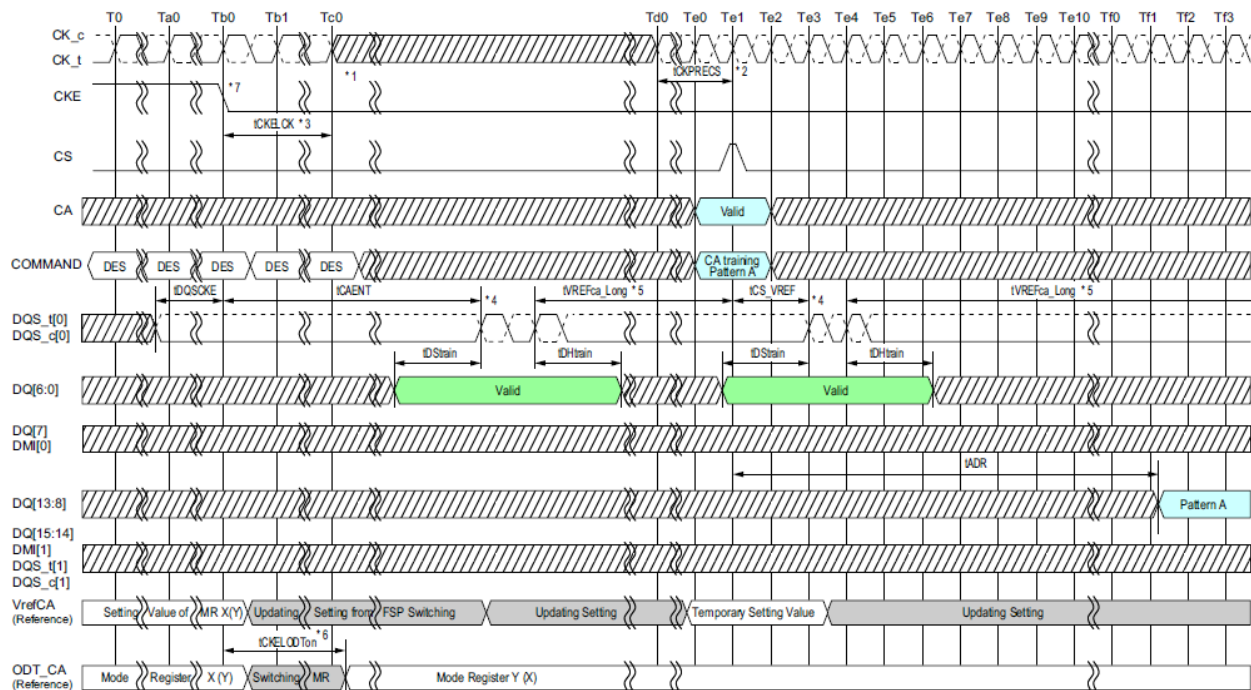 T0 Ta0 Tb0 Tb1 Tc0 Td0 Te0 Te1 Te2 Te3 Te4 Te5 Te6 Te7 Te8 Te9 Te10 Tf0 Tf1 Tf2 Tf3
CK_c
CK_t
*1
tCKPRECS *2
CKE
*7
tCKELCK *3
CS
CA
Valid
COMMAND
DES DES DES DES DES
CA training
Pattern A
tDQSCKE tCAENT *4 tVREFca_Long *5 tCS_VREF *4 tVREFca_Long *5
DQS_t[0]
DQS_c[0]
tDStrain tDHtrain tDStrain tDHtrain
DQ[6:0]
Valid Valid
DQ[7]
DMI[0]
tADR
DQ[13:8]
Pattern A
DQ[15:14]
DMI[1]
DQS_t[1]
DQS_c[1]
VrefCA
(Reference)
Setting Value of MR X(Y) Updating Setting from FSP Switching Updating Setting Temporary Setting Value Updating Setting
tCKELODTon *6
ODT_CA
(Reference)
Mode Register X (Y) Switching MR Mode Register Y (X)